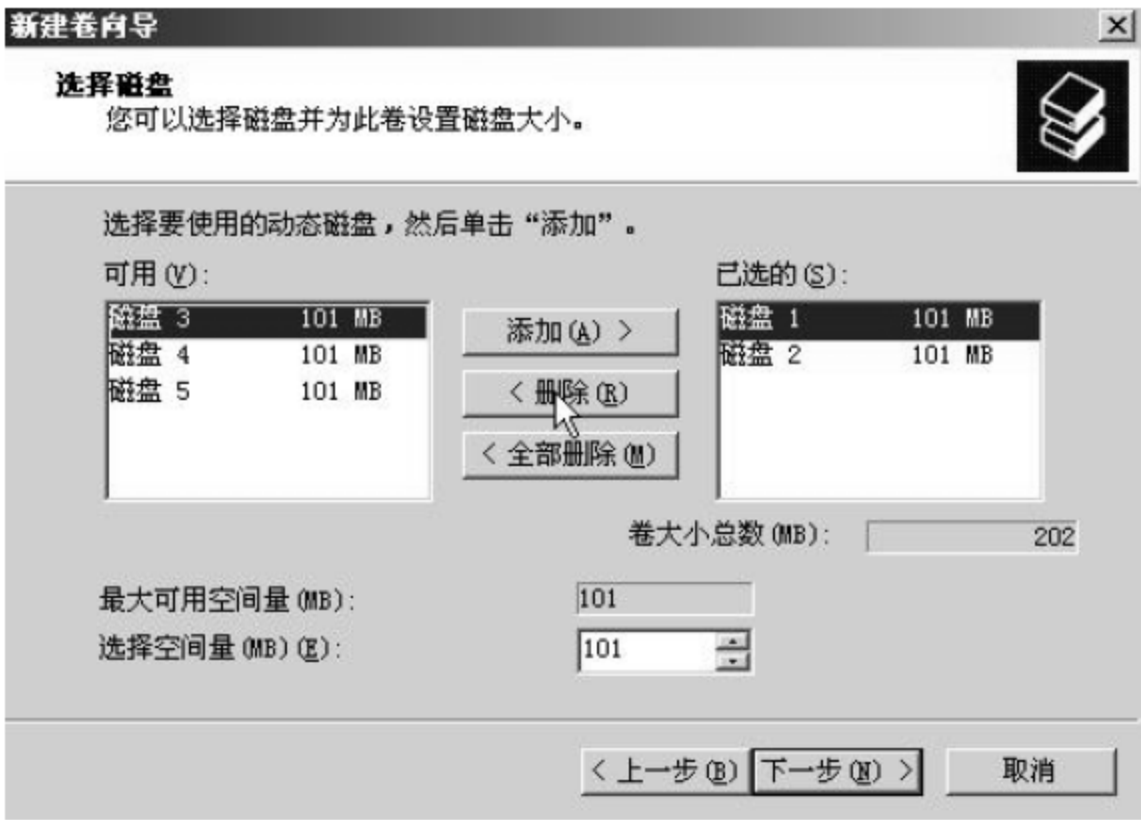 新建卷向导
选择磁盘
您可以选择磁盘并为此卷设置磁盘大小。
选择要使用的动态磁盘,然后单击“添加”。
可用(V):
已选的(S):
磁盘 3 101 MB
磁盘 4 101 MB
磁盘 5 101 MB
添加(A) >
< 删除(R)
< 全部删除(M)
磁盘 1 101 MB
磁盘 2 101 MB
卷大小总数(MB): 202
最大可用空间量(MB): 101
选择空间量(MB)(E): 101
< 上一步(B) 下一步(N) > 取消